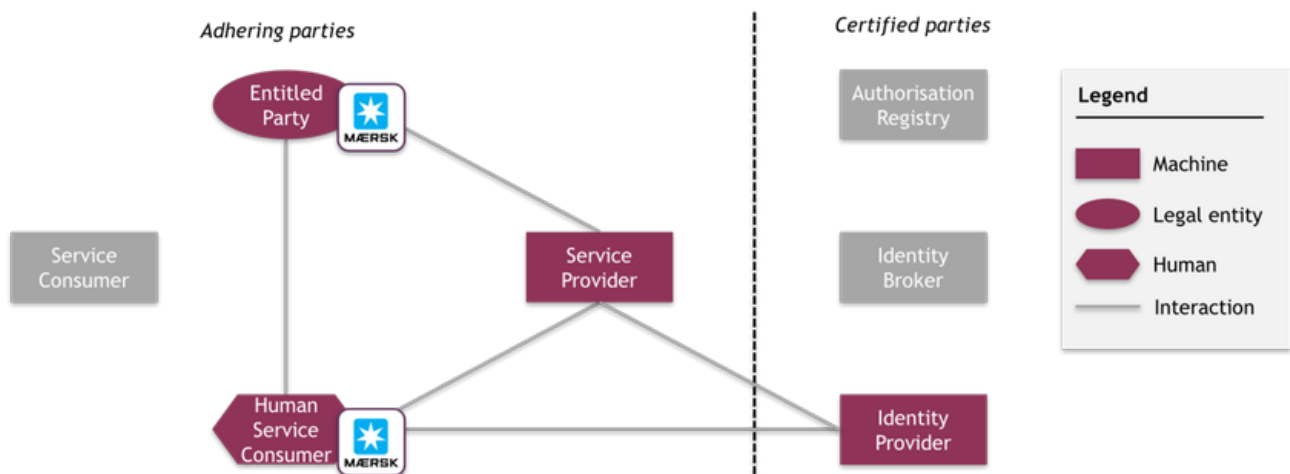 Adhering parties
Certified parties
Entitled
Party
MÆRSK
Authorisation
Registry
Legend
Machine
Legal entity
Human
Interaction
Service
Consumer
Service
Provider
Identity
Broker
Human
Service
Consumer
MÆRSK
Identity
Provider